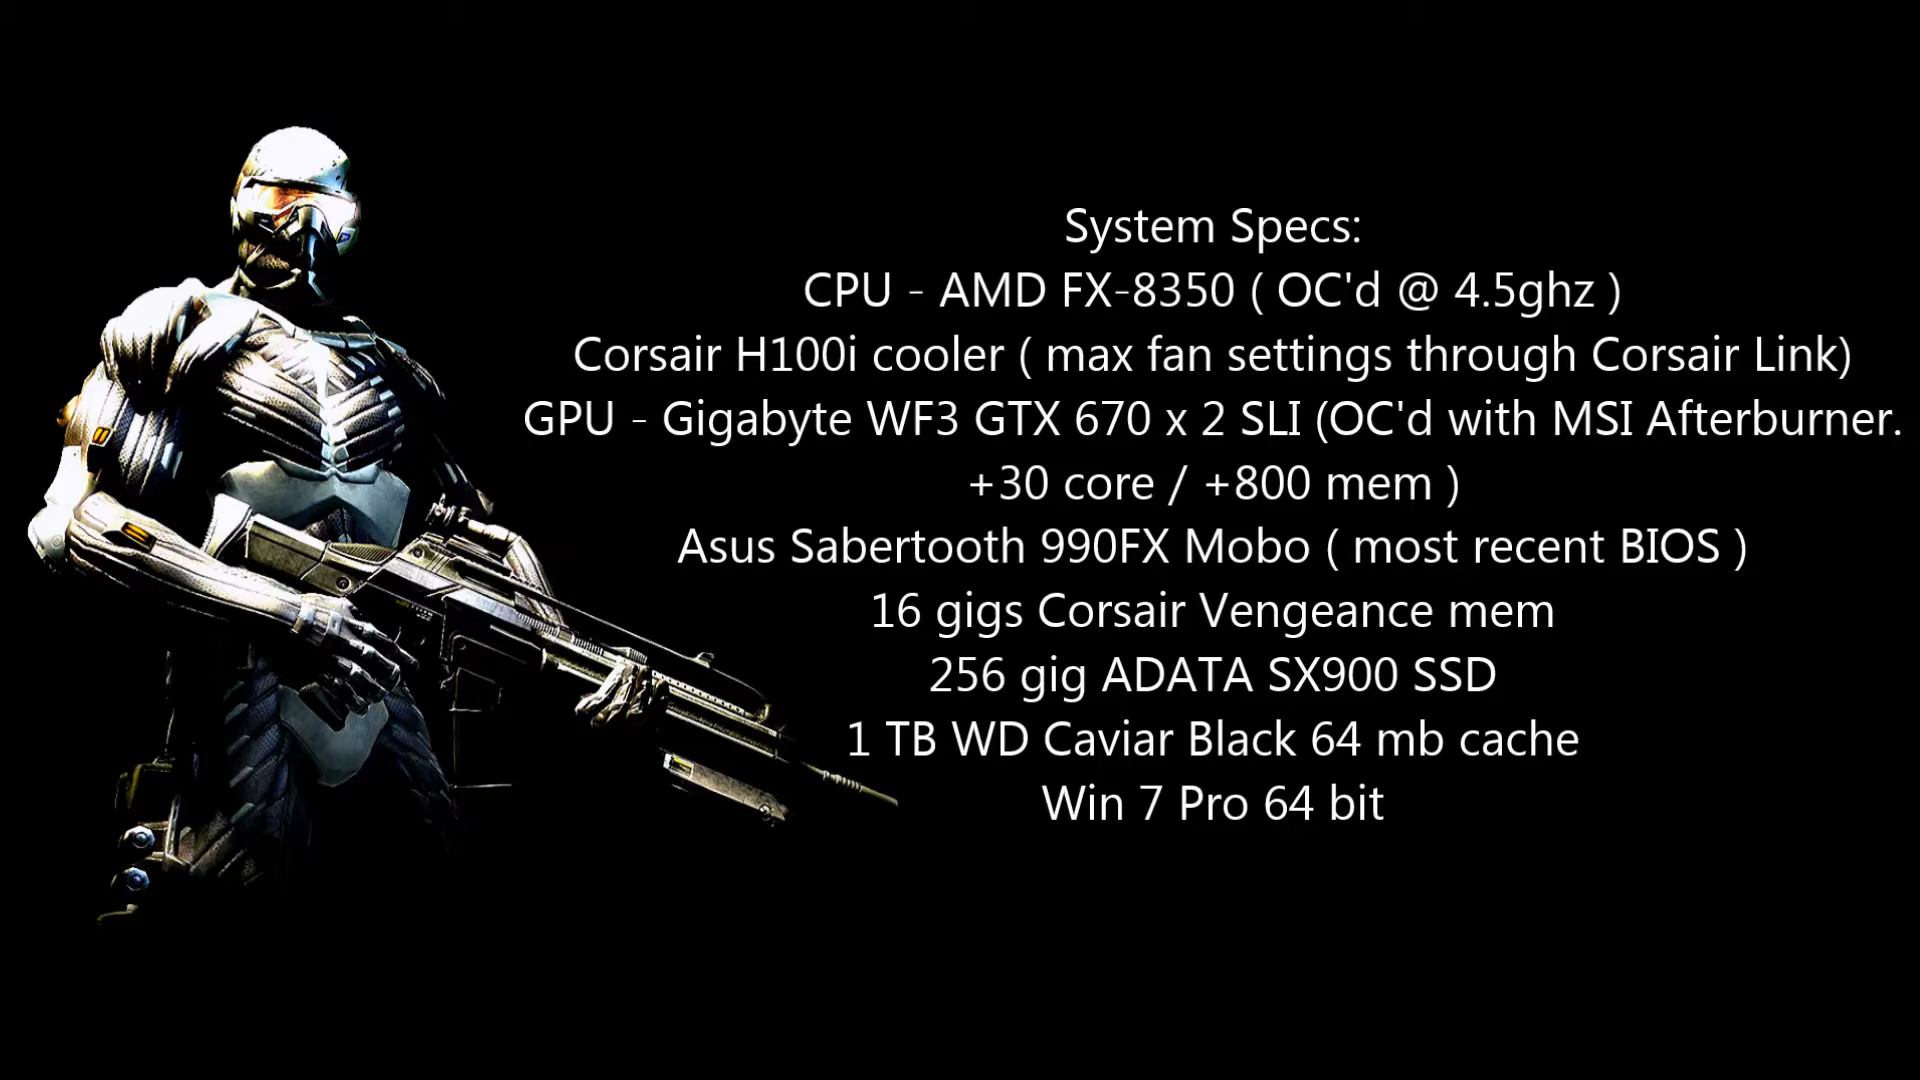 System Specs:
CPU - AMD FX-8350 ( OC'd @ 4.5ghz )
Corsair H100i cooler ( max fan settings through Corsair Link)
GPU - Gigabyte WF3 GTX 670 x 2 SLI (OC'd with MSI Afterburner.
+30 core / +800 mem )
Asus Sabertooth 990FX Mobo ( most recent BIOS )
16 gigs Corsair Vengeance mem
256 gig ADATA SX900 SSD
1 TB WD Caviar Black 64 mb cache
Win 7 Pro 64 bit